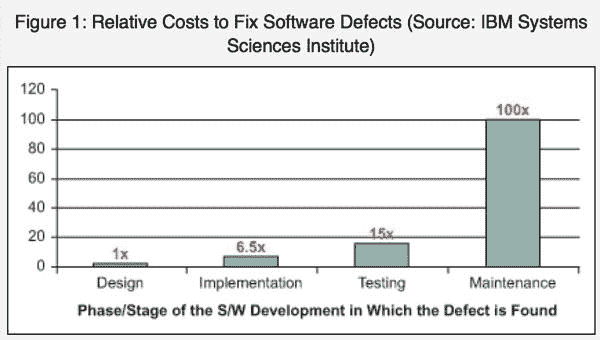 Figure 1: Relative Costs to Fix Software Defects (Source: IBM Systems
Sciences Institute)
120
100
80
60
40
20
0
1x
6.5x
15x
100x
Design
Implementation
Testing
Maintenance
Phase/Stage of the S/W Development in Which the Defect is Found